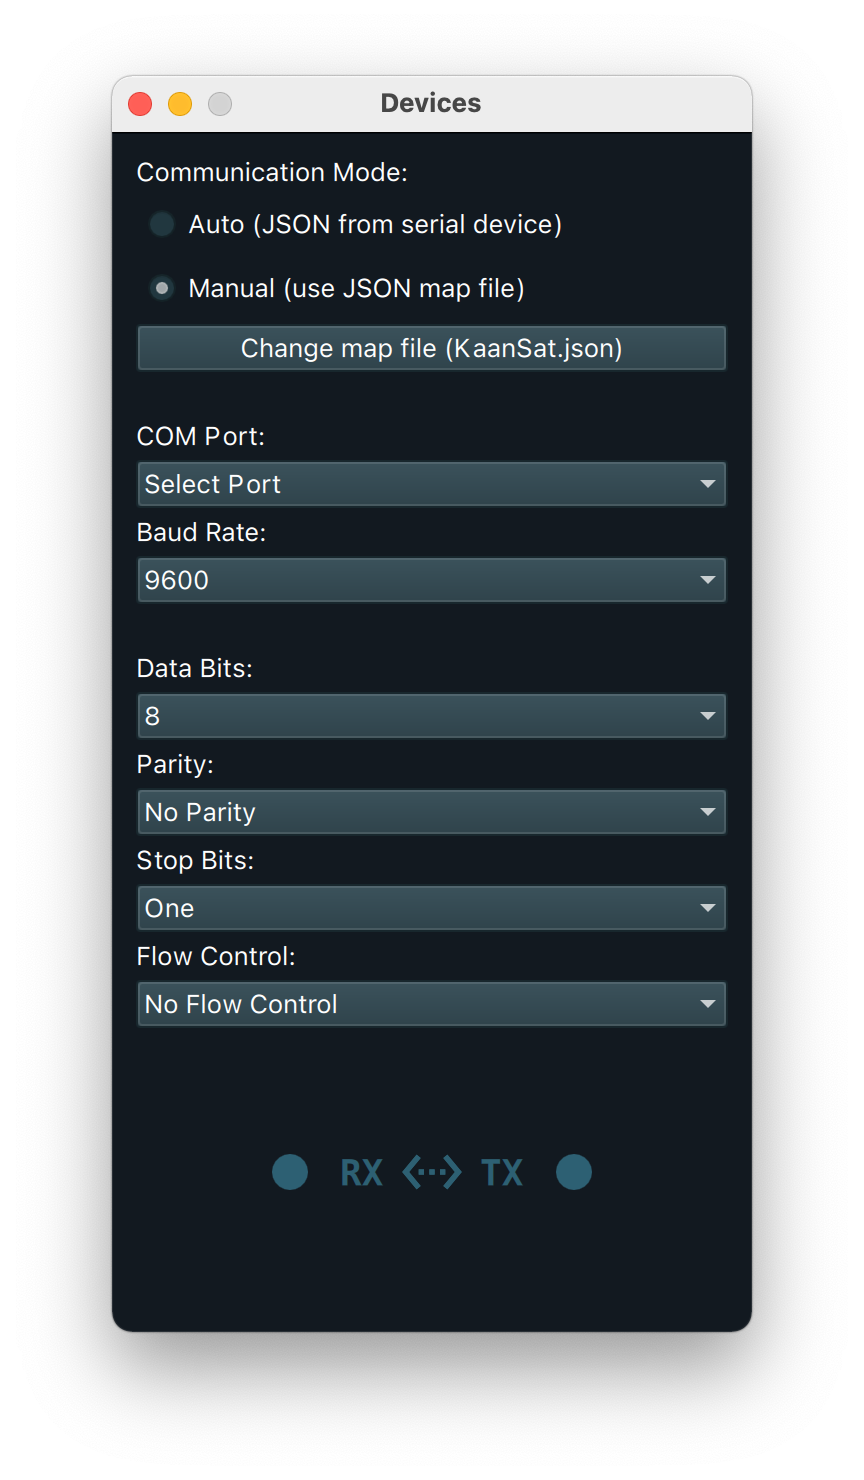 Devices
Communication Mode:
Auto (JSON from serial device)
Manual (use JSON map file)
Change map file (KaanSat.json)
COM Port:
Select Port
Baud Rate:
9600
Data Bits:
8
Parity:
No Parity
Stop Bits:
One
Flow Control:
No Flow Control
RX TX